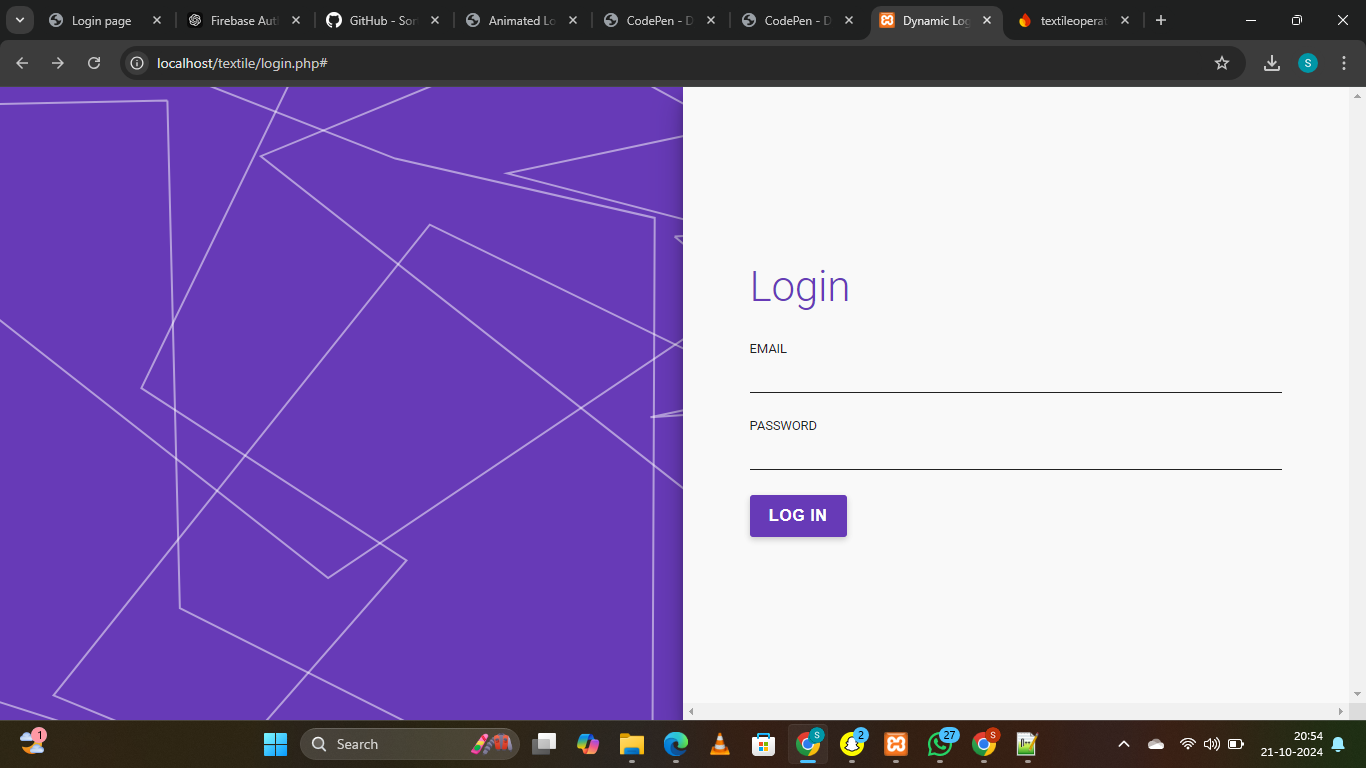 Login page
Firebase Aut
GitHub - Sor
Animated Lo
CodePen - D
CodePen - D
Dynamic Log
textileoperat
localhost/textile/login.php#
S
Login
EMAIL
PASSWORD
LOG IN
1
Search
S
2
27
S
20:54
21-10-2024